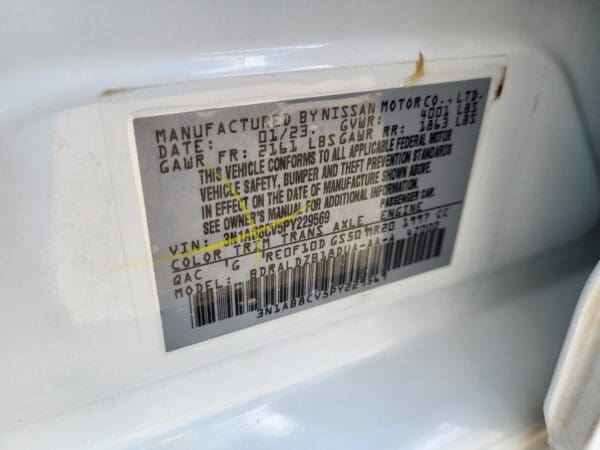 MANUFACTURED BY NISSAN MOTOR CO., LTD.
DATE: 01/23 GVWR: 4001 LBS
GAWR FR: 2161 LBS GAWR RR: 1863 LBS
THIS VEHICLE CONFORMS TO ALL APPLICABLE FEDERAL MOTOR
VEHICLE SAFETY, BUMPER AND THEFT PREVENTION STANDARDS
IN EFFECT ON THE DATE OF MANUFACTURE SHOWN ABOVE.
SEE OWNER'S MANUAL FOR ADDITIONAL INFORMATION
PASSENGER CAR.
VIN: 3N1AB8CV5PY229569
COLOR TRIM TRANS AXLE ENGINE
QAC G RE0F10D GS50 MR20 1997 CC
MODEL: BDRALD7B18DVA-AA-A
3N1AB8CV5PY229569